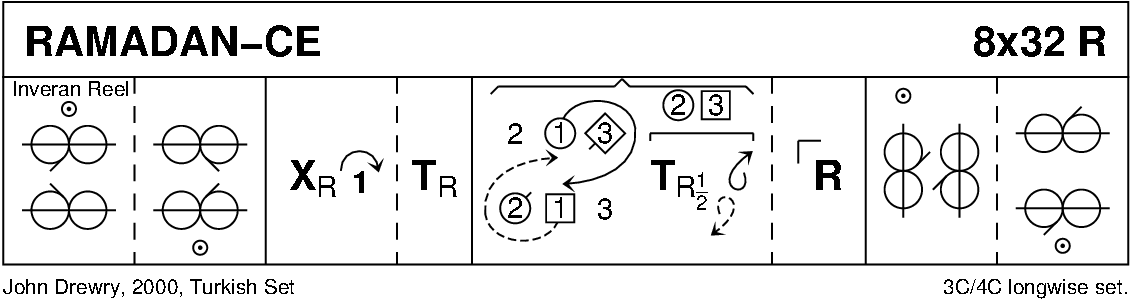 RAMADAN–CE 8x32 R
Inveran Reel
2 3
2 1 3
X R 1 T R T R 1/2 R
2 1 3
John Drewry, 2000, Turkish Set 3C/4C longwise set.